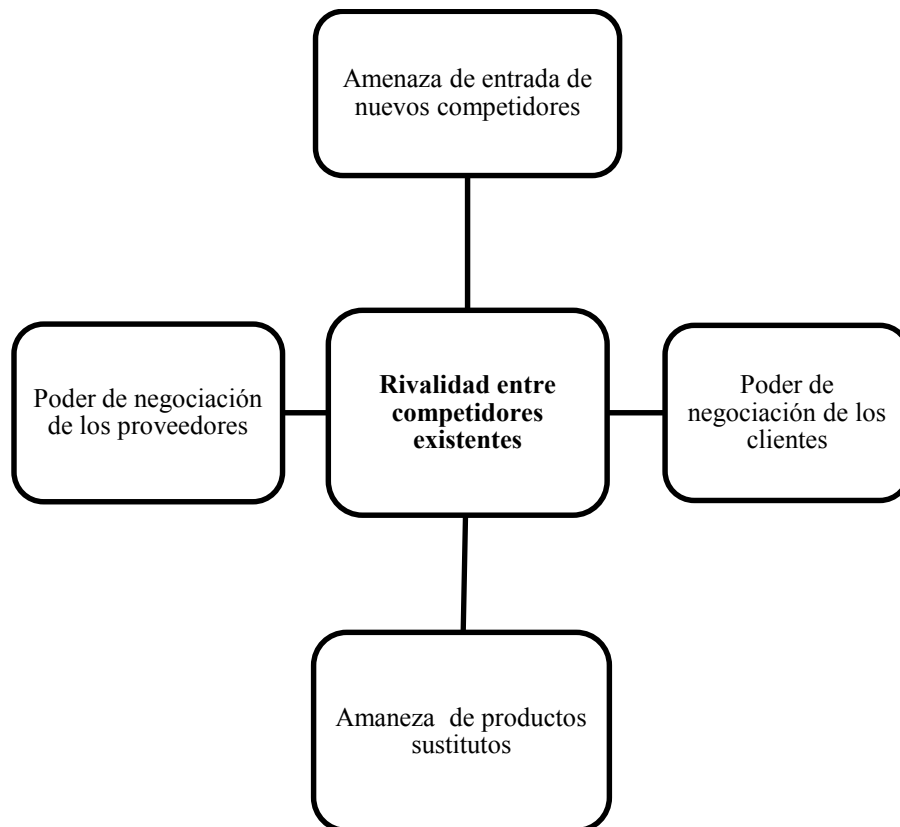 Amenaza de entrada de
nuevos competidores
Poder de negociación
de los proveedores
Rivalidad entre
competidores
existentes
Poder de
negociación de los
clientes
Amaneza  de productos
sustitutos